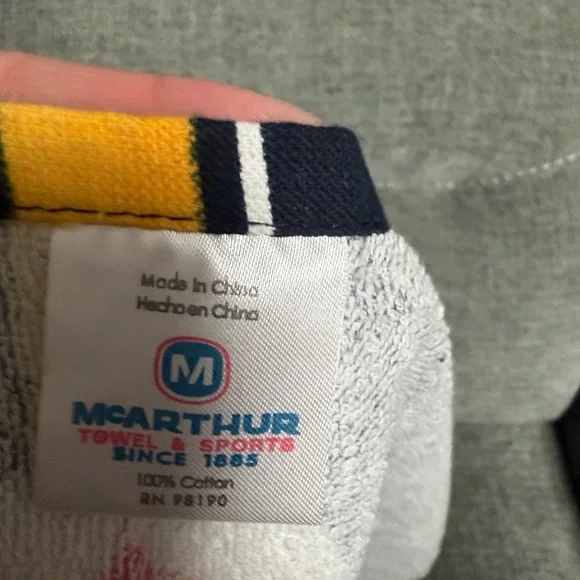 Made In China
Hecho en China
M
McARTHUR
TOWEL & SPORTS
SINCE 1885
100% Cotton
RN 98190